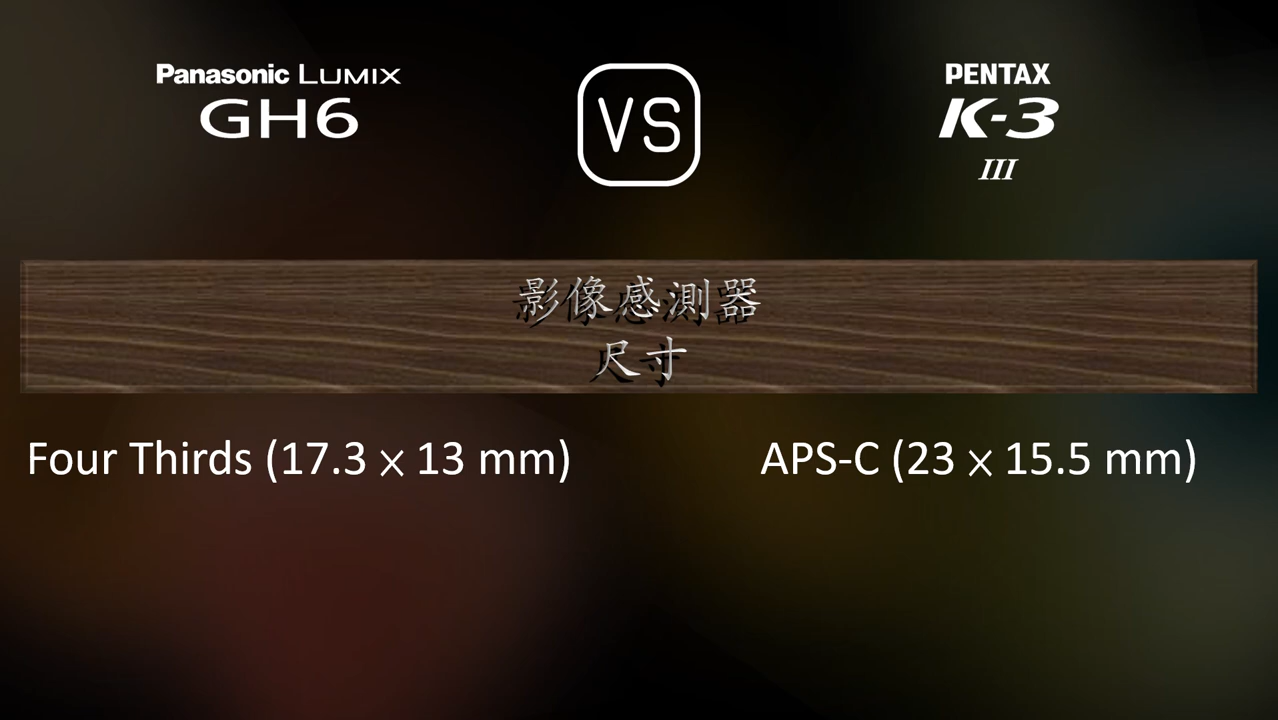 Panasonic LUMIX
GH6
VS
PENTAX
K-3
III
影像感測器
尺寸
Four Thirds (17.3 x 13 mm)
APS-C (23 x 15.5 mm)